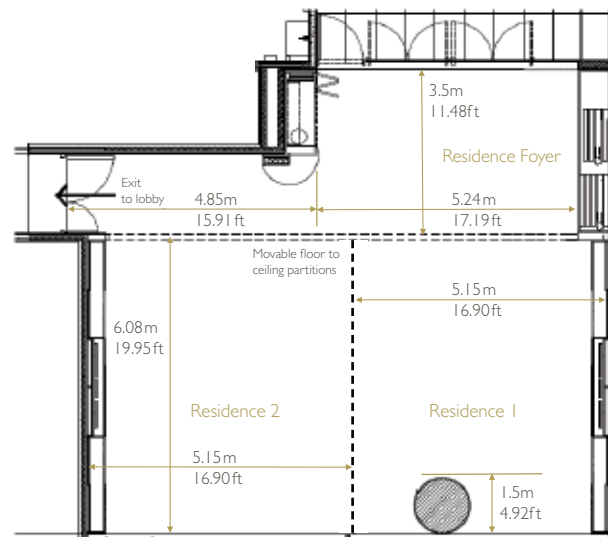 3.5m
11.48ft
Residence Foyer
Exit
to lobby
4.85m
15.91ft
5.24m
17.19ft
Movable floor to
ceiling partitions
5.15m
16.90ft
6.08m
19.95ft
Residence 2
Residence 1
5.15m
16.90ft
1.5m
4.92ft